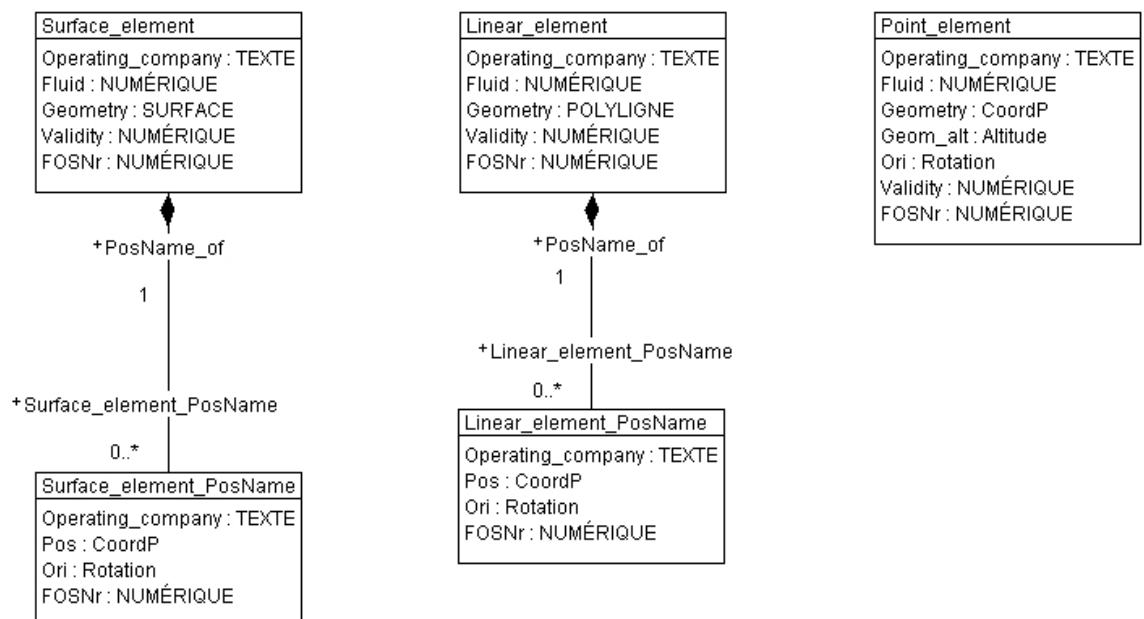 Surface_element
Operating_company : TEXTE
Fluid : NUMÉRIQUE
Geometry : SURFACE
Validity : NUMÉRIQUE
FOSNr : NUMÉRIQUE
+PosName_of
1
+Surface_element_PosName
0..*
Surface_element_PosName
Operating_company : TEXTE
Pos : CoordP
Ori : Rotation
FOSNr : NUMÉRIQUE
Linear_element
Operating_company : TEXTE
Fluid : NUMÉRIQUE
Geometry : POLYLIGNE
Validity : NUMÉRIQUE
FOSNr : NUMÉRIQUE
+PosName_of
1
+Linear_element_PosName
0..*
Linear_element_PosName
Operating_company : TEXTE
Pos : CoordP
Ori : Rotation
FOSNr : NUMÉRIQUE
Point_element
Operating_company : TEXTE
Fluid : NUMÉRIQUE
Geometry : CoordP
Geom_alt : Altitude
Ori : Rotation
Validity : NUMÉRIQUE
FOSNr : NUMÉRIQUE